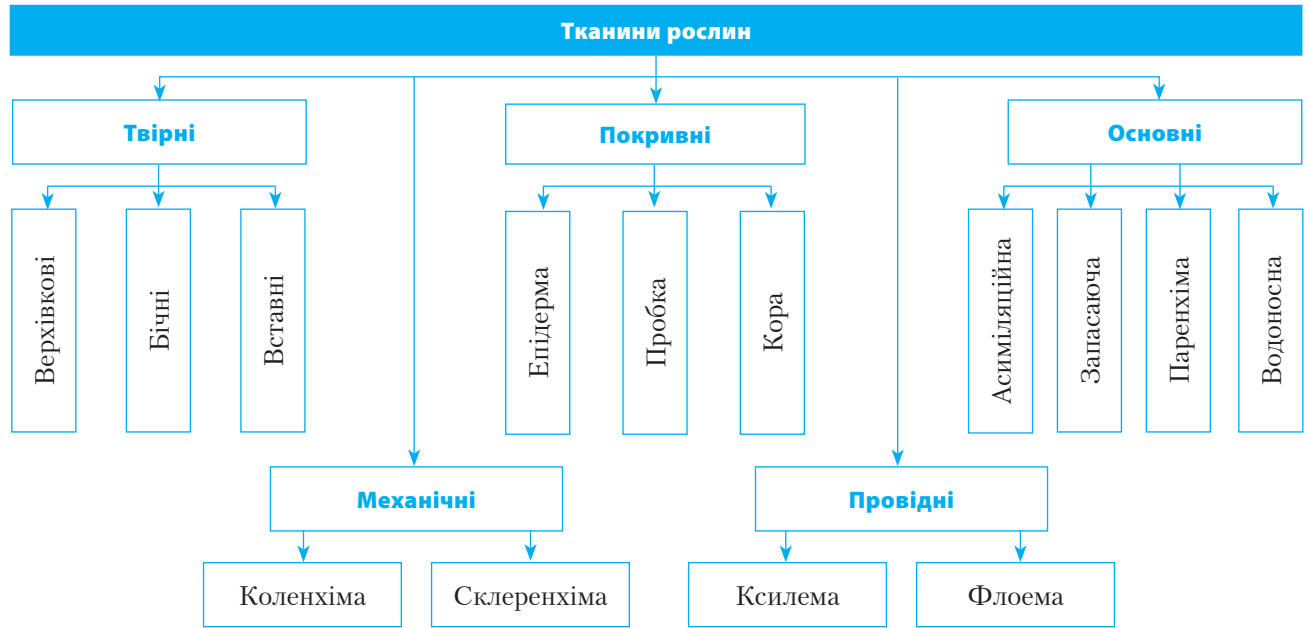 Тканини рослин
Твірні
Покривні
Основні
Верхівкові
Бічні
Вставні
Епідерма
Пробка
Кора
Асиміляційна
Запасаюча
Паренхіма
Водоносна
Механічні
Провідні
Коленхіма
Склеренхіма
Ксилема
Флоема